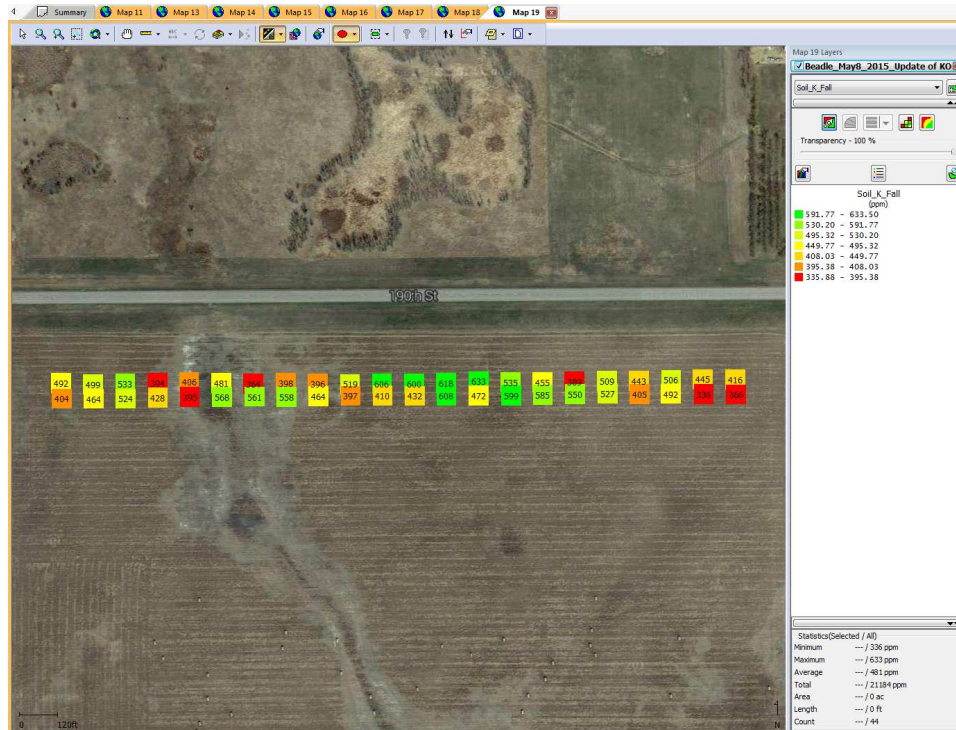 Summary Map 11 Map 13 Map 14 Map 15 Map 16 Map 17 Map 18 Map 19
Map 19 Layers
Beadle_May8_2015_Update of KO
Soil_K_Fall
Transparency - 100 %
Soil_K_Fall
(ppm)
591.77 - 633.50
530.20 - 591.77
495.32 - 530.20
449.77 - 495.32
408.03 - 449.77
395.38 - 408.03
335.88 - 395.38
190th St
492 499 533 394 406 481 364 398 396 519 606 600 618 633 535 455 389 509 443 506 445 416
404 464 524 428 395 568 561 558 464 397 410 432 608 472 599 585 550 527 405 492 336 366
0 120ft
N
Statistics(Selected / All)
Minimum --- / 336 ppm
Maximum --- / 633 ppm
Average --- / 481 ppm
Total --- / 21184 ppm
Area --- / 0 ac
Length --- / 0 ft
Count --- / 44